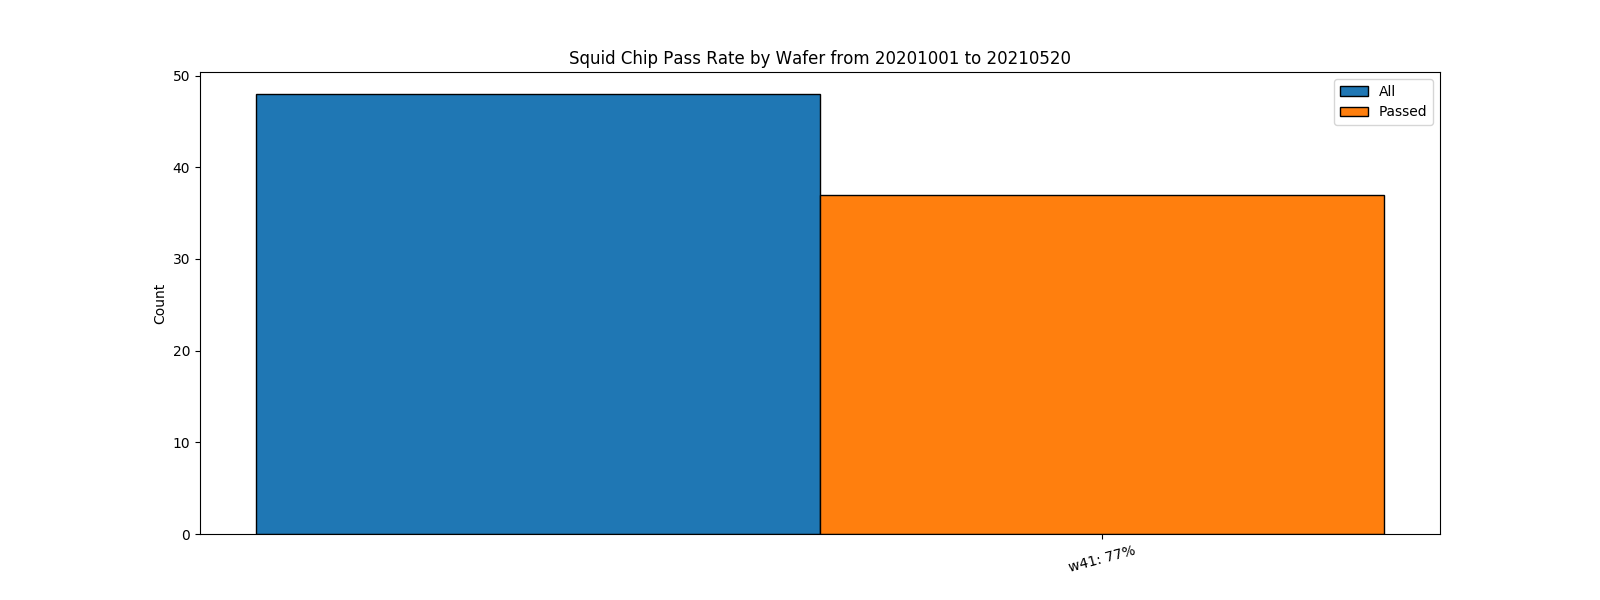 Squid Chip Pass Rate by Wafer from 20201001 to 20210520
50
40
30
20
10
0
Count
All
Passed
w41: 77%